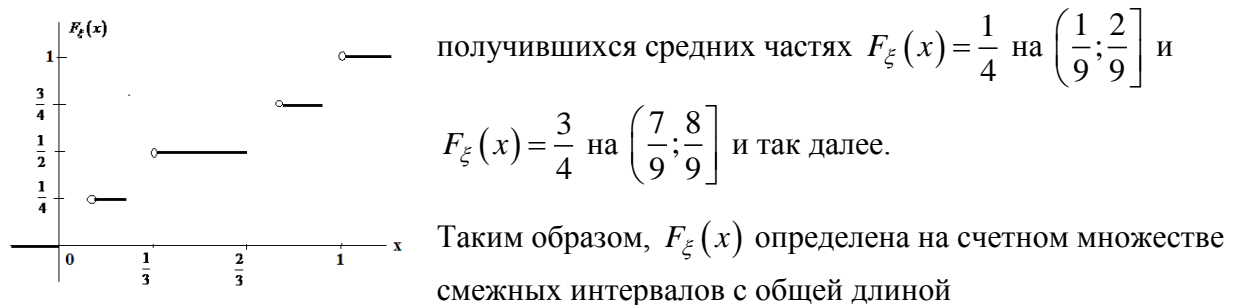 F_ξ(x)
1
3/4
1/2
1/4
0 1/3 2/3 1 x
получившихся средних частях F_ξ(x) = 1/4 на (1/9; 2/9] и
F_ξ(x) = 3/4 на (7/9; 8/9] и так далее.
Таким образом, F_ξ(x) определена на счетном множестве
смежных интервалов с общей длиной